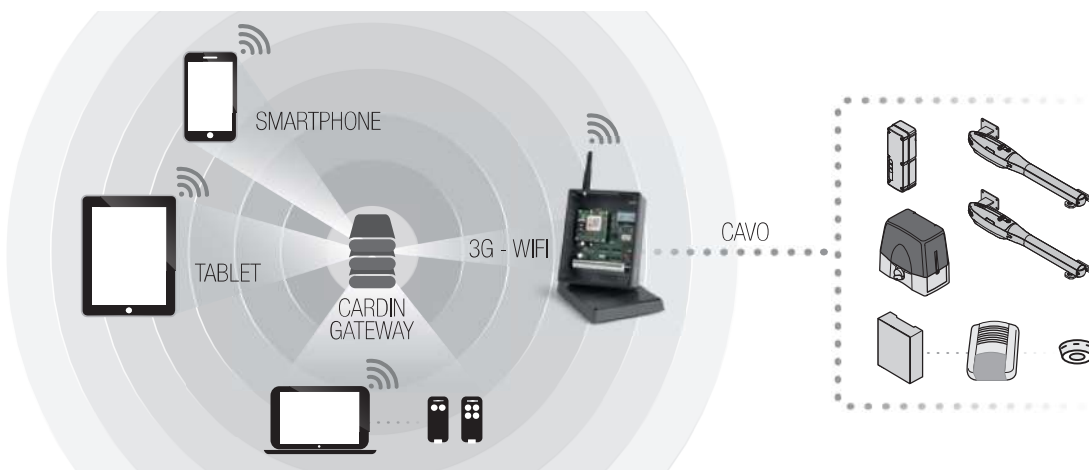 SMARTPHONE
TABLET
CARDIN
GATEWAY
3G - WIFI
CAVO